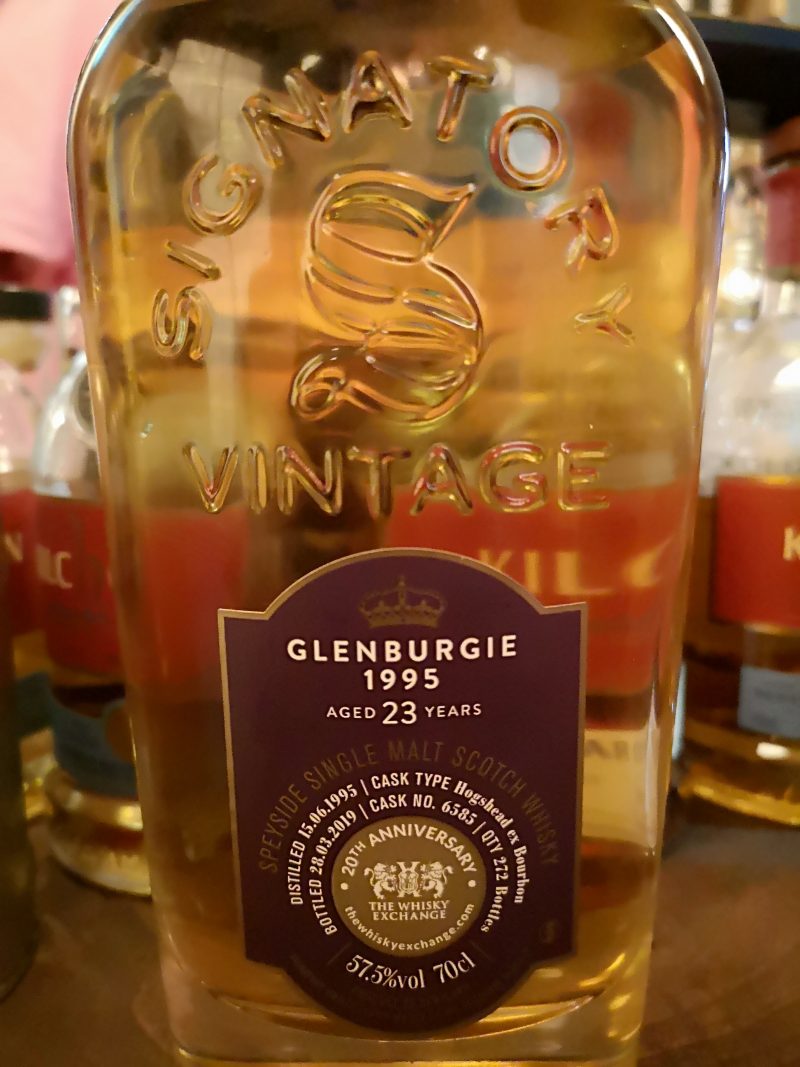 SIGNATORY
VINTAGE
GLENBURGIE
1995
AGED 23 YEARS
SPEYSIDE SINGLE MALT SCOTCH WHISKY
DISTILLED 15.06.1995 | CASK TYPE Hogshead ex Bourbon
BOTTLED 28.03.2019 | CASK NO. 6585 | QTY 272 Bottles
• 20TH ANNIVERSARY •
THE WHISKY
EXCHANGE
thewhiskyexchange.com
57.5%vol 70cl
KILC